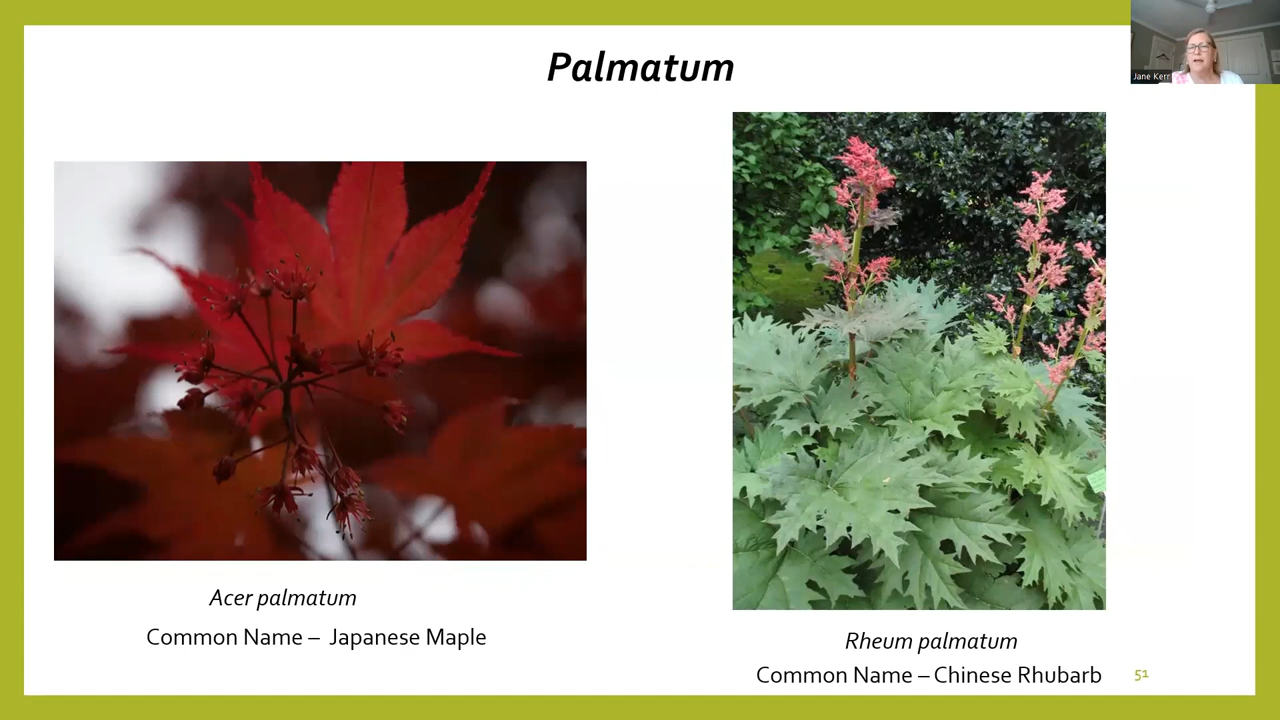 Palmatum
Jane Kerr
Acer palmatum
Common Name – Japanese Maple
Rheum palmatum
Common Name – Chinese Rhubarb
51